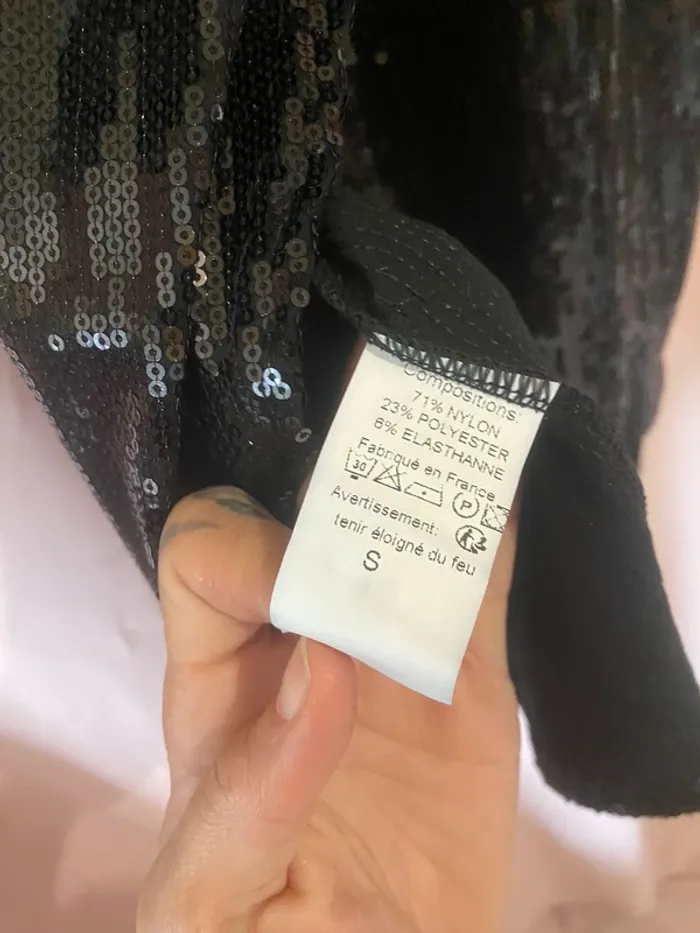 Compositions:
71% NYLON
23% POLYESTER
6% ELASTHANNE
Fabriqué en France
30
P
Avertissement:
tenir éloigné du feu
S